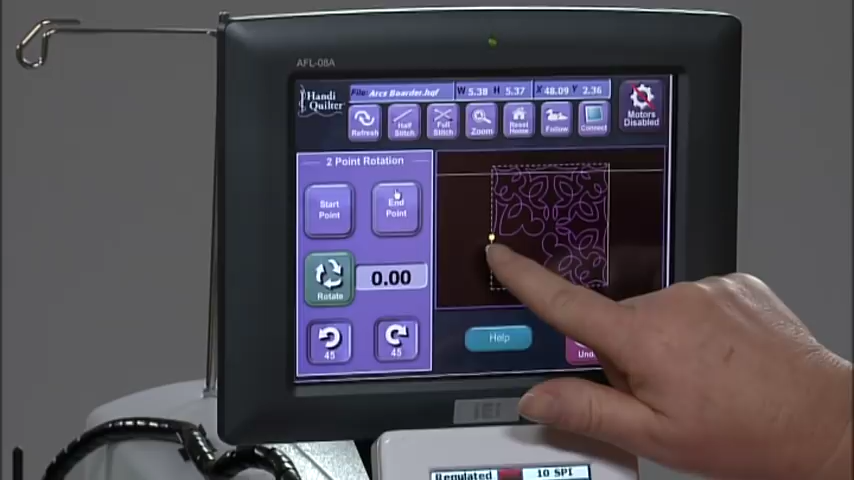 AFL-08A
Handi Quilter
File: Arcs Boarder.hqf W 5.38 H 5.37 X 48.09 Y 2.36
Refresh
Half Stitch
Full Stitch
Zoom
Reset Home
Follow
Connect
Motors Disabled
2 Point Rotation
Start Point
End Point
Rotate
0.00
45
45
Help
Regulated 10 SPI